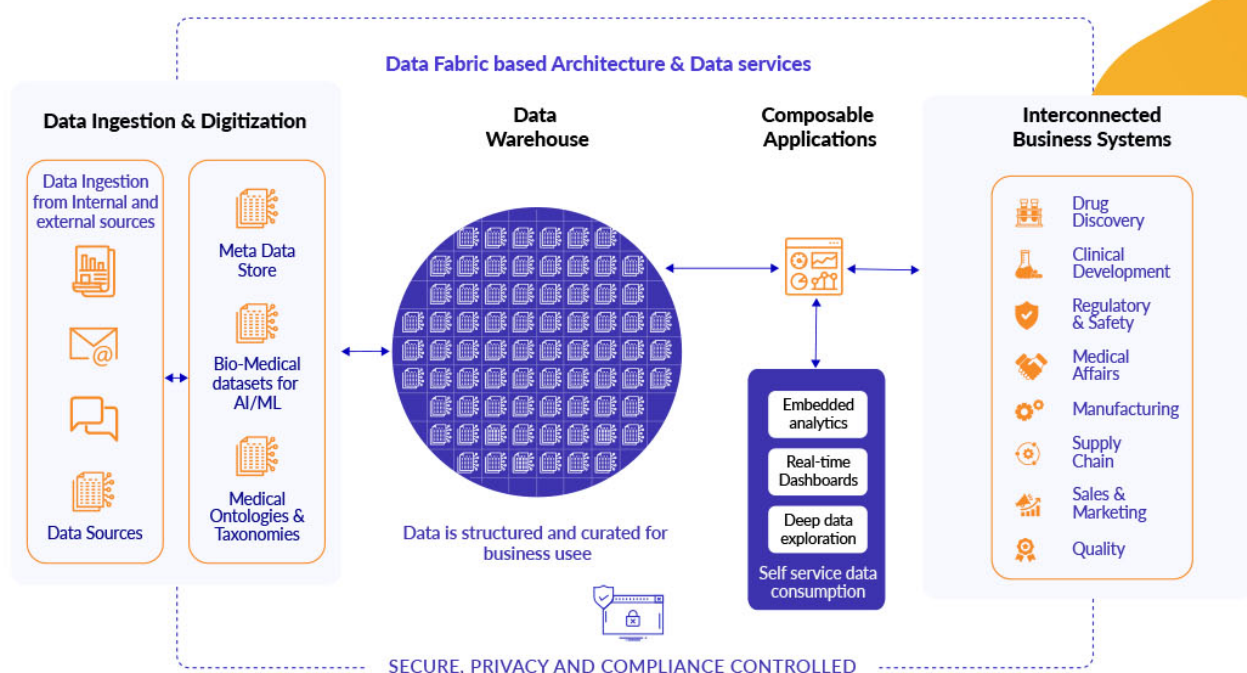 Data Fabric based Architecture & Data services
Data Ingestion & Digitization
Data Ingestion
from Internal and
external sources
@
Data Sources
Meta Data
Store
Bio-Medical
datasets for
AI/ML
Medical
Ontologies &
Taxonomies
Data
Warehouse
Data is structured and curated for
business usee
Composable
Applications
Embedded
analytics
Real-time
Dashboards
Deep data
exploration
Self service data
consumption
Interconnected
Business Systems
Drug
Discovery
Clinical
Development
Regulatory
& Safety
Medical
Affairs
Manufacturing
Supply
Chain
Sales &
Marketing
Quality
SECURE, PRIVACY AND COMPLIANCE CONTROLLED